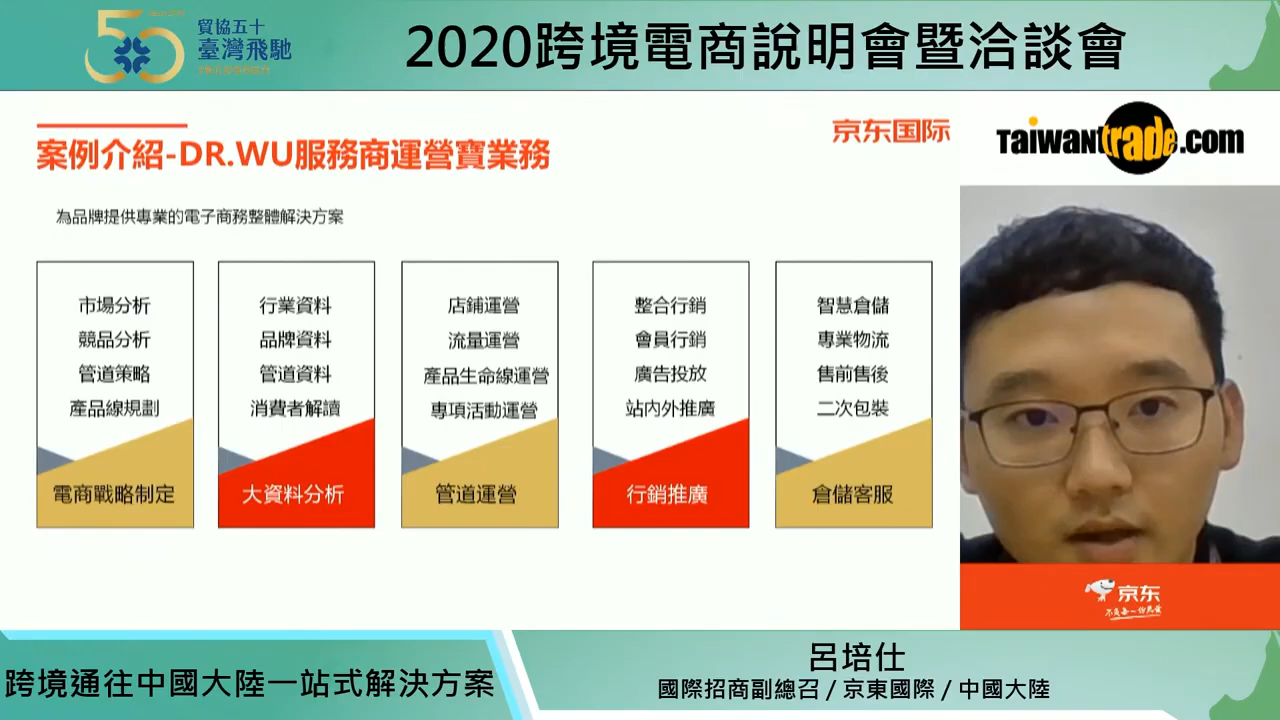 50
貿協五十
臺灣飛馳
2020跨境電商說明會暨洽談會
案例介紹-DR.WU服務商運營寶業務
京东国际
Taiwantrade.com
為品牌提供專業的電子商務整體解決方案
市場分析
競品分析
管道策略
產品線規劃
電商戰略制定
行業資料
品牌資料
管道資料
消費者解讀
大資料分析
店鋪運營
流量運營
產品生命線運營
專項活動運營
管道運營
整合行銷
會員行銷
廣告投放
站內外推廣
行銷推廣
智慧倉儲
專業物流
售前售後
二次包裝
倉儲客服
京东
不负每一份热爱
跨境通往中國大陸一站式解決方案
呂培仕
國際招商副總召 / 京東國際 / 中國大陸